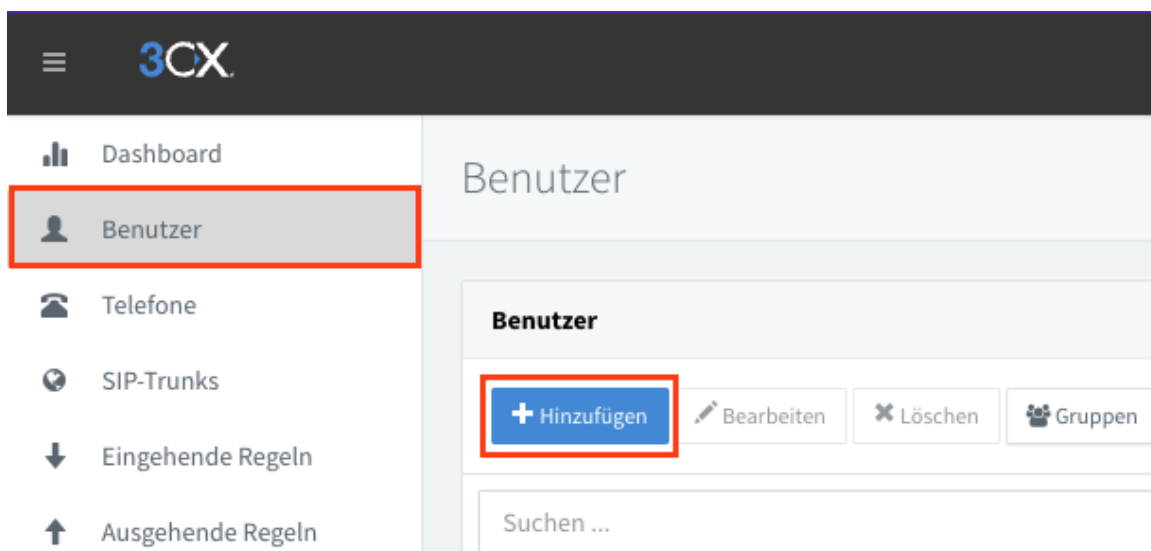 3CX
Dashboard
Benutzer
Telefone
SIP-Trunks
Eingehende Regeln
Ausgehende Regeln
Benutzer
Benutzer
Hinzufügen Bearbeiten Löschen Gruppen
Suchen ...